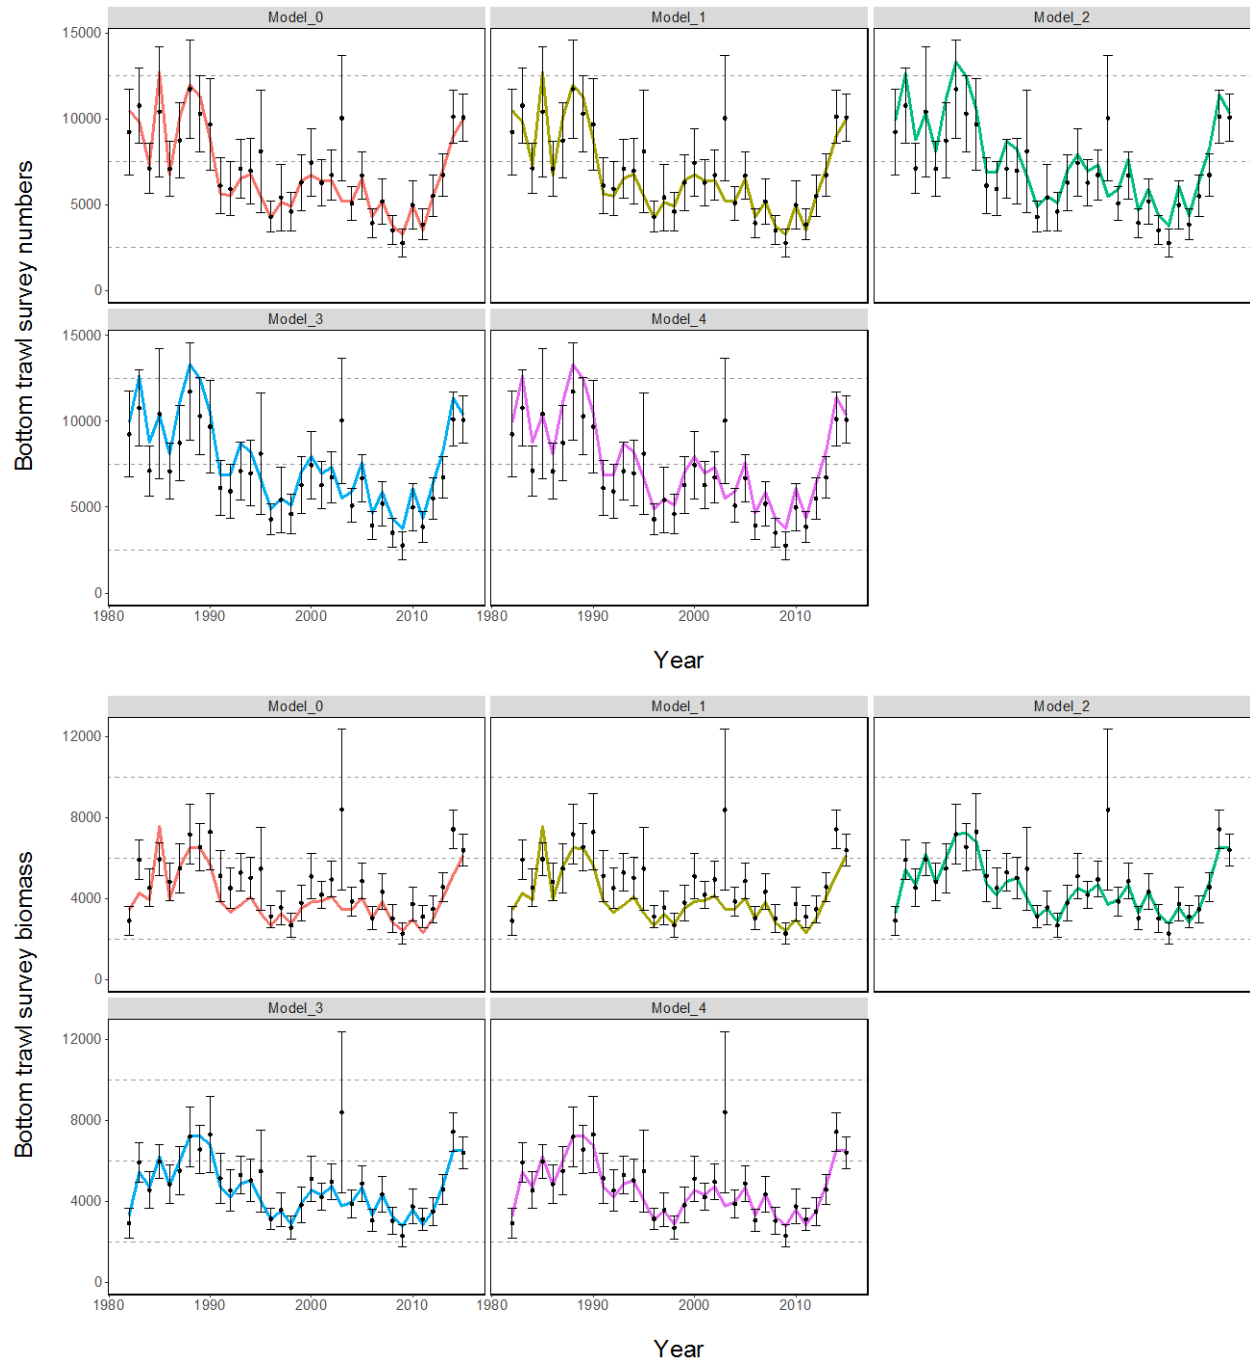 Model_0 Model_1 Model_2
15000
10000
5000
0
Bottom trawl survey numbers
Model_3 Model_4
15000
10000
5000
0
1980 1990 2000 2010 1980 1990 2000 2010
Year
Model_0 Model_1 Model_2
12000
8000
4000
0
Bottom trawl survey biomass
Model_3 Model_4
12000
8000
4000
0
1980 1990 2000 2010 1980 1990 2000 2010
Year